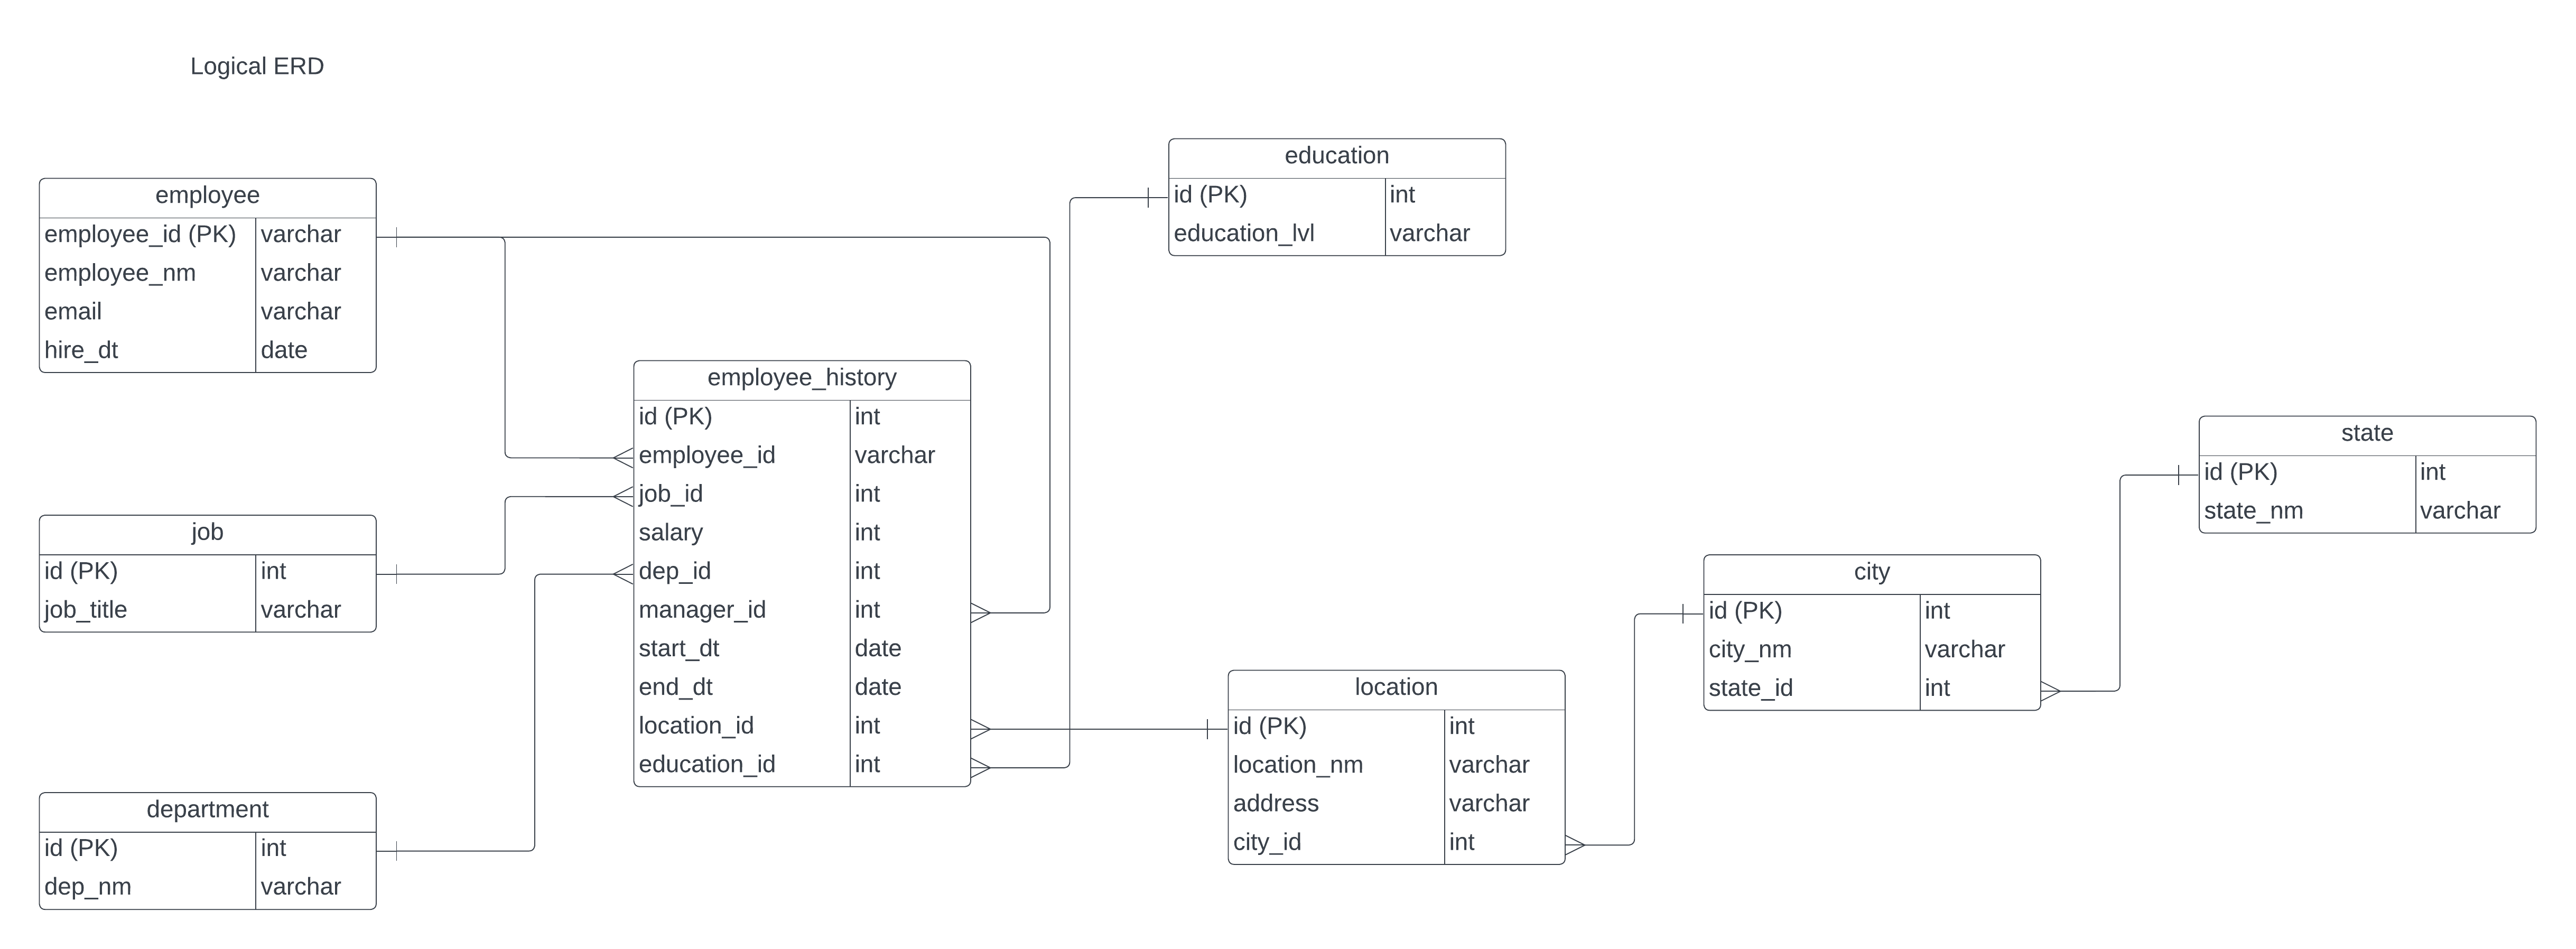 Logical ERD
education
id (PK) int
education_lvl varchar
employee
employee_id (PK) varchar
employee_nm varchar
email varchar
hire_dt date
employee_history
id (PK) int
employee_id varchar
job_id int
salary int
dep_id int
manager_id int
start_dt date
end_dt date
location_id int
education_id int
job
id (PK) int
job_title varchar
department
id (PK) int
dep_nm varchar
location
id (PK) int
location_nm varchar
address varchar
city_id int
city
id (PK) int
city_nm varchar
state_id int
state
id (PK) int
state_nm varchar